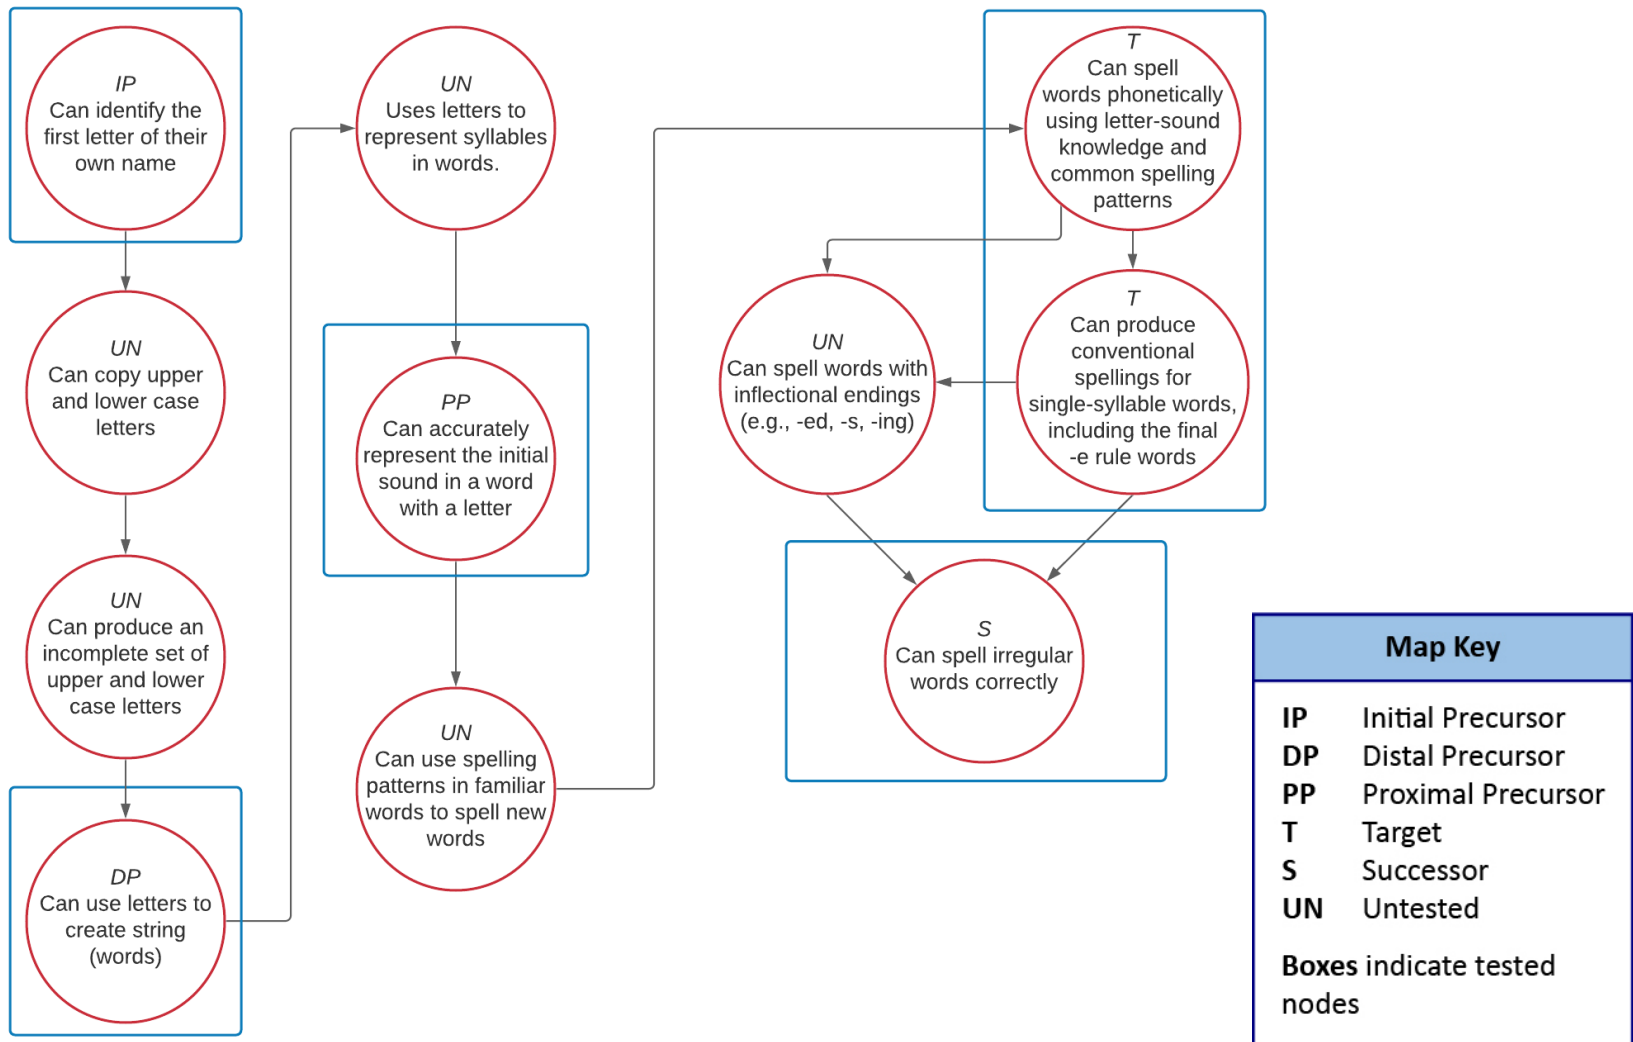 IP
Can identify the
first letter of their
own name
UN
Can copy upper
and lower case
letters
UN
Can produce an
incomplete set of
upper and lower
case letters
DP
Can use letters to
create string
(words)
UN
Uses letters to
represent syllables
in words.
PP
Can accurately
represent the initial
sound in a word
with a letter
UN
Can use spelling
patterns in familiar
words to spell new
words
T
Can spell
words phonetically
using letter-sound
knowledge and
common spelling
patterns
T
Can produce
conventional
spellings for
single-syllable words,
including the final
-e rule words
UN
Can spell words with
inflectional endings
(e.g., -ed, -s, -ing)
S
Can spell irregular
words correctly
Map Key
IP Initial Precursor
DP Distal Precursor
PP Proximal Precursor
T Target
S Successor
UN Untested
Boxes indicate tested
nodes